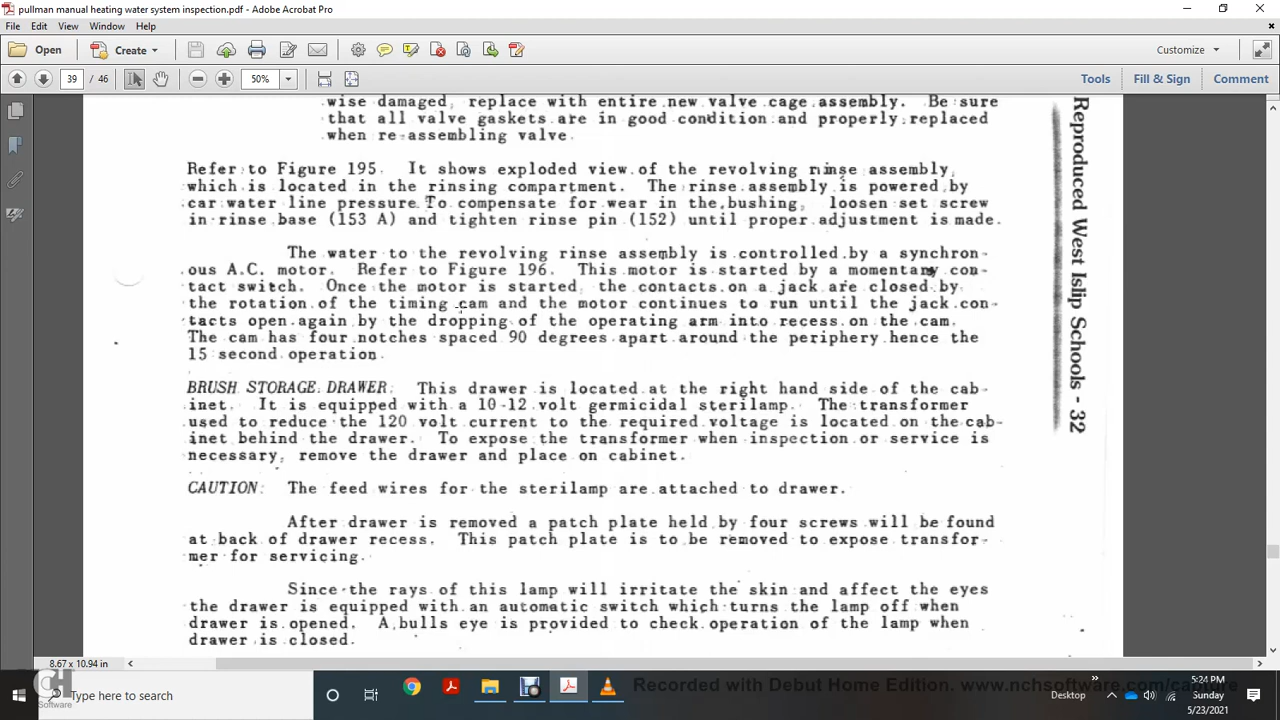 pullman manual heating water system inspection.pdf - Adobe Acrobat Pro
File Edit View Window Help
Open Create Customize
39 / 46 50% Tools Fill & Sign Comment
wise damaged, replace with entire new valve cage assembly. Be sure
that all valve gaskets are in good condition and properly replaced
when re-assembling valve.
Refer to Figure 195. It shows exploded view of the revolving rinse assembly,
which is located in the rinsing compartment. The rinse assembly is powered by
car water line pressure. To compensate for wear in the bushing, loosen set screw
in rinse base (153 A) and tighten rinse pin (152) until proper adjustment is made.
The water to the revolving rinse assembly is controlled by a synchron-
ous A.C. motor. Refer to Figure 196. This motor is started by a momentary con-
tact switch. Once the motor is started, the contacts on a jack are closed by
the rotation of the timing cam and the motor continues to run until the jack con-
tacts open again by the dropping of the operating arm into recess on the cam.
The cam has four notches spaced 90 degrees apart around the periphery hence the
15 second operation.
BRUSH STORAGE DRAWER: This drawer is located at the right hand side of the cab-
inet. It is equipped with a 10-12 volt germicidal sterilamp. The transformer
used to reduce the 120 volt current to the required voltage is located on the cab-
inet behind the drawer. To expose the transformer when inspection or service is
necessary, remove the drawer and place on cabinet.
CAUTION: The feed wires for the sterilamp are attached to drawer.
After drawer is removed a patch plate held by four screws will be found
at back of drawer recess. This patch plate is to be removed to expose transfor-
mer for servicing.
Since the rays of this lamp will irritate the skin and affect the eyes
the drawer is equipped with an automatic switch which turns the lamp off when
drawer is opened. A bulls eye is provided to check operation of the lamp when
drawer is closed.
Reproduced West Islip Schools - 32
8.67 x 10.94 in
CH
Software
Type here to search
Recorded with Debut Home Edition. www.nchsoftware.com/capture
Desktop
5:24 PM
Sunday
5/23/2021